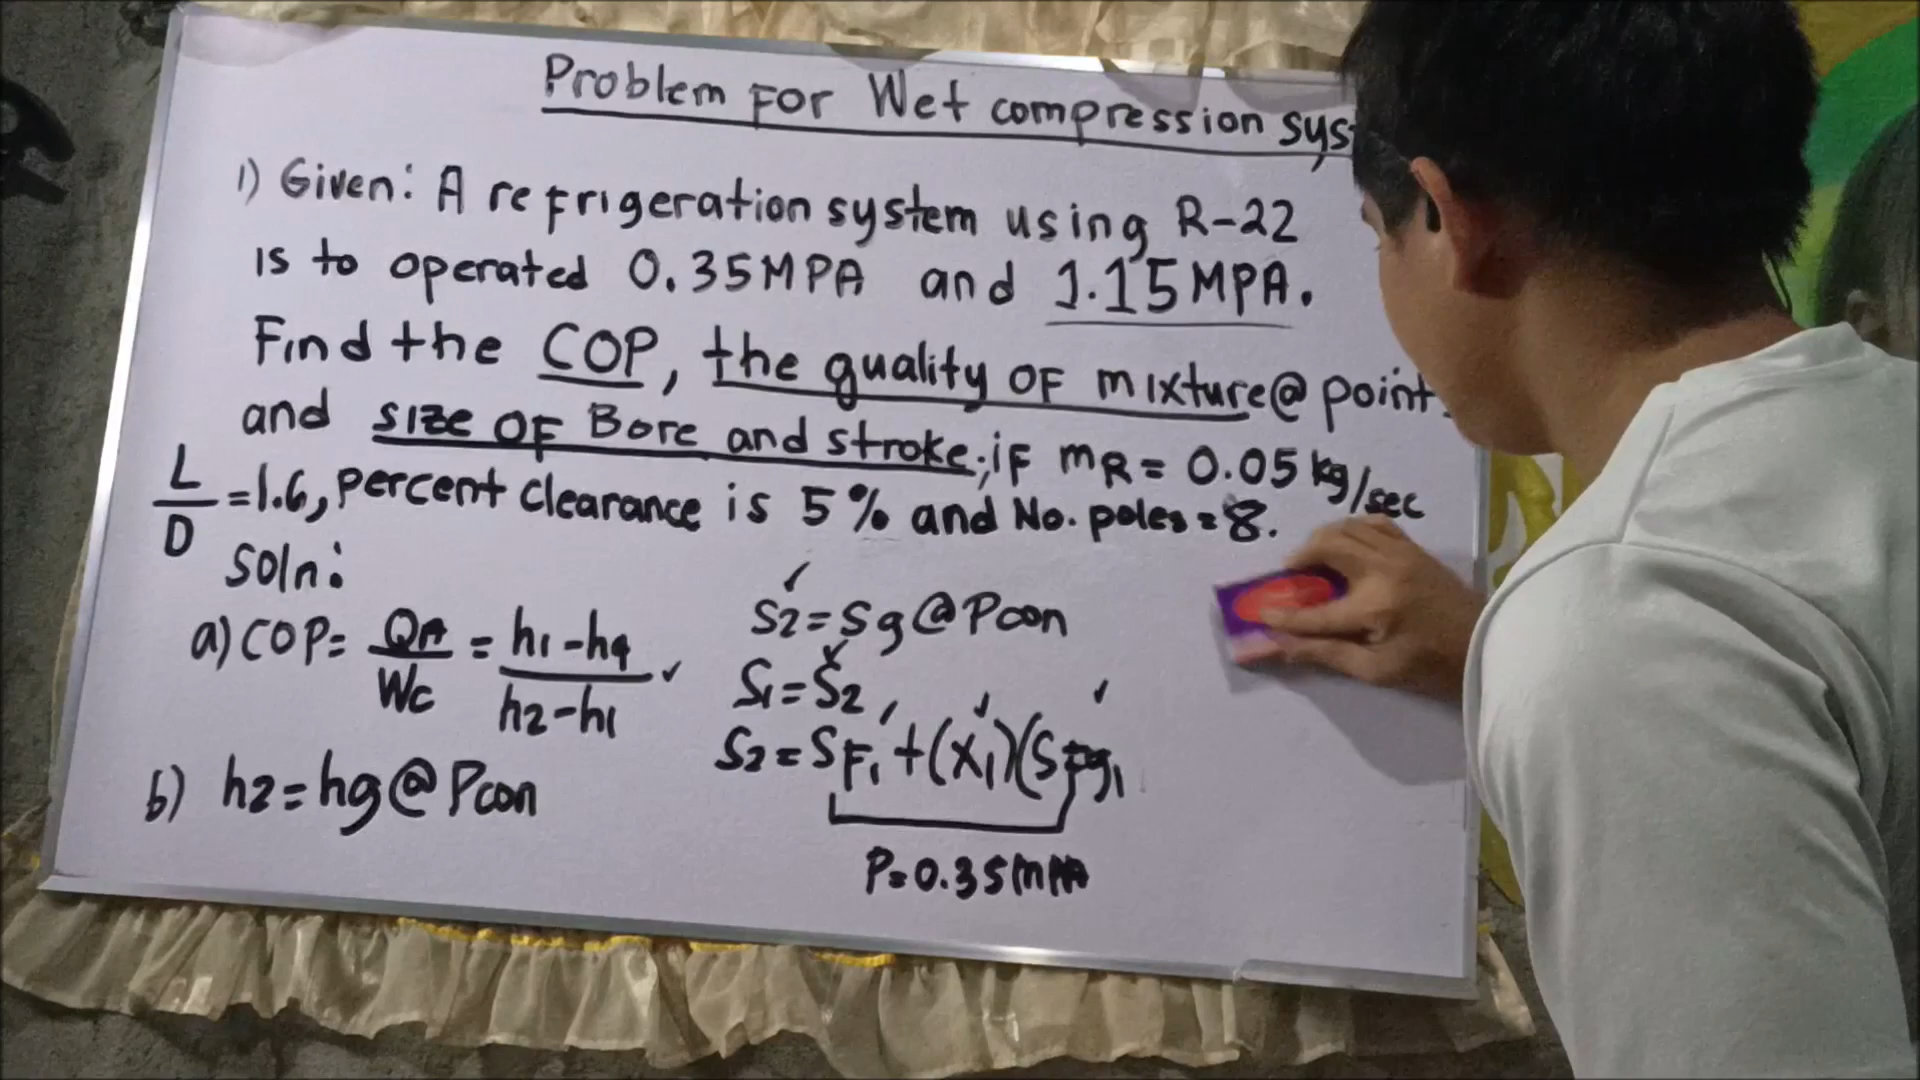 Problem For Wet compression sys
1) Given: A refrigeration system using R-22
is to operated 0.35MPA and 1.15MPA.
Find the COP, the quality OF mixture@ point
and size OF Bore and stroke, iF mR = 0.05 kg/sec
L/D = 1.6, percent clearance is 5% and No. poles = 8.
Soln:
a) COP = QA/Wc = h1-h4/h2-h1 ✓
b) h2 = hg@Pcon
S2 = Sg@Pcon
S1 = S2,
S2 = SF1 + (X1)(SFg1
P=0.35MPA